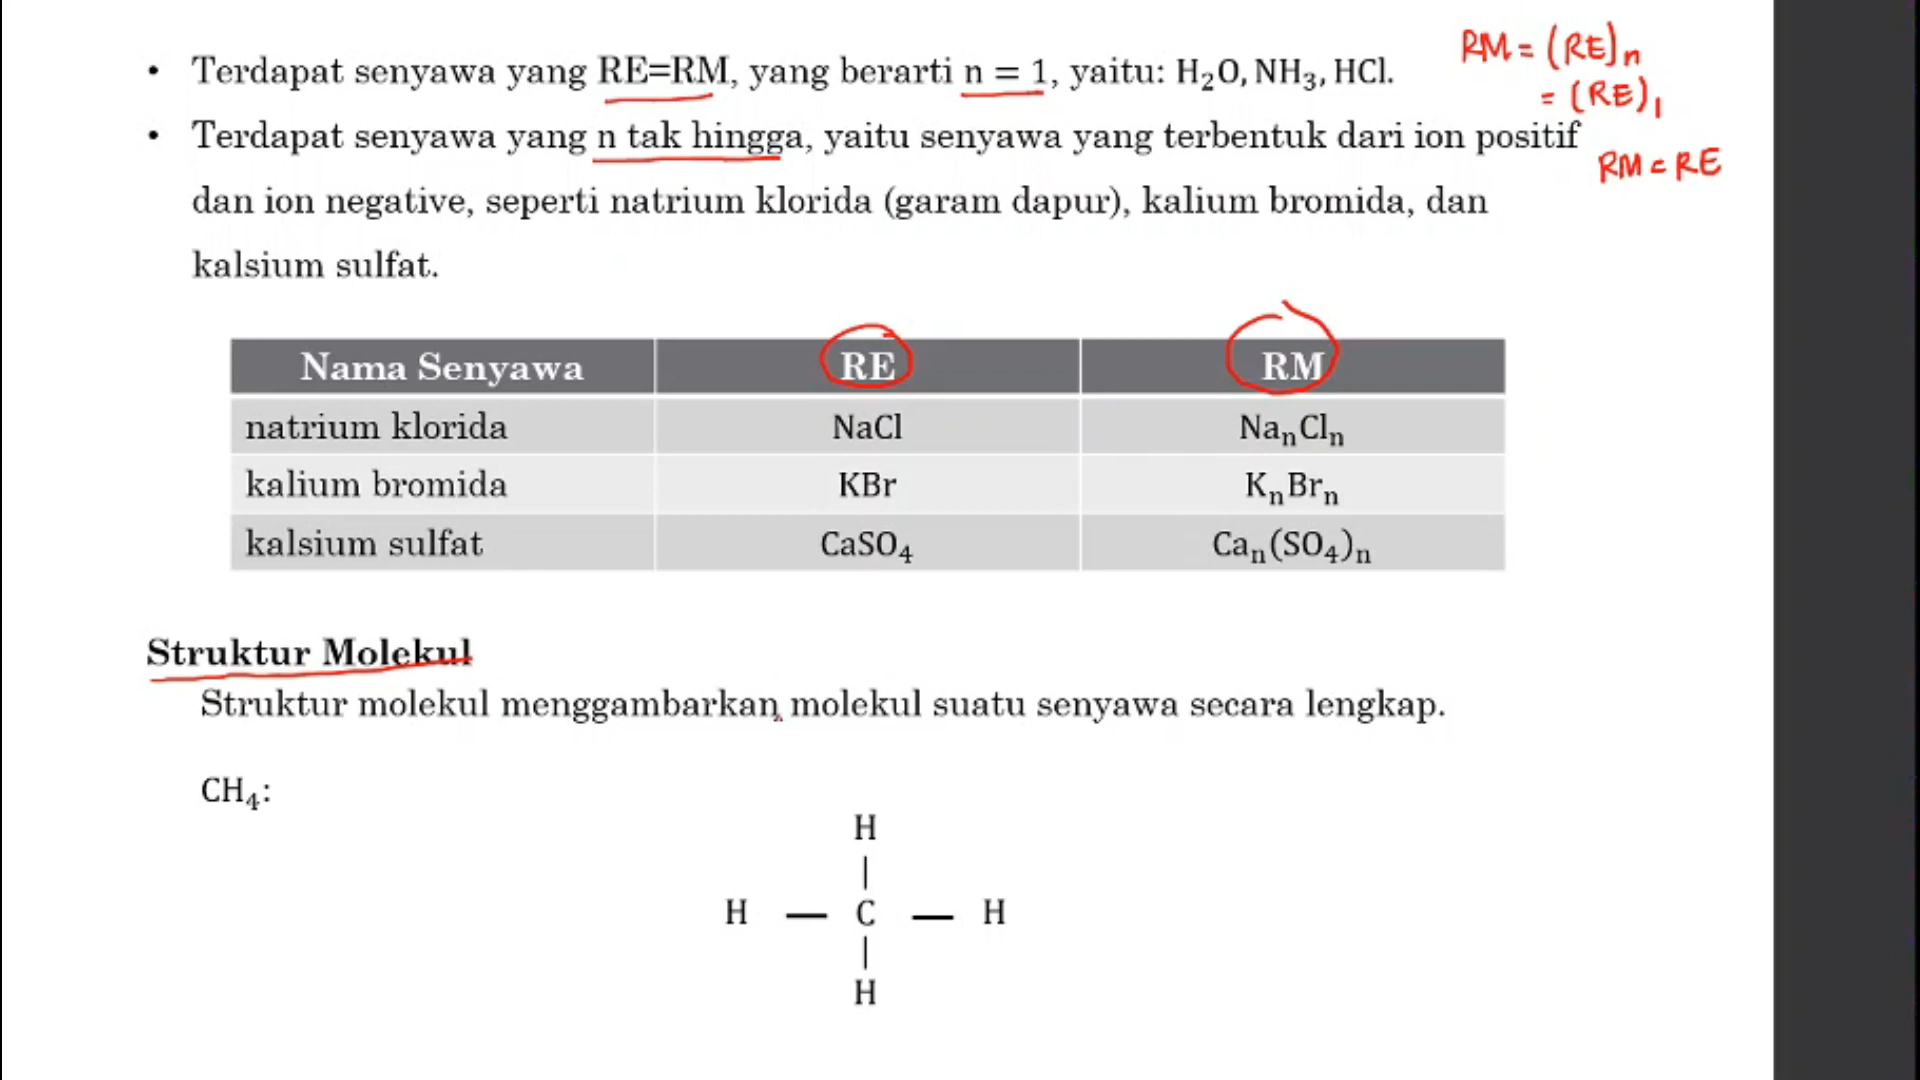 • Terdapat senyawa yang RE=RM, yang berarti n = 1, yaitu: H₂O, NH₃, HCl.
RM = (RE)n
= (RE)₁
RM = RE
• Terdapat senyawa yang n tak hingga, yaitu senyawa yang terbentuk dari ion positif
dan ion negative, seperti natrium klorida (garam dapur), kalium bromida, dan
kalsium sulfat.
Nama Senyawa RE RM
natrium klorida NaCl NaₙClₙ
kalium bromida KBr KₙBrₙ
kalsium sulfat CaSO₄ Caₙ(SO₄)ₙ
Struktur Molekul
Struktur molekul menggambarkan molekul suatu senyawa secara lengkap.
CH₄:
H
|
H — C — H
|
H